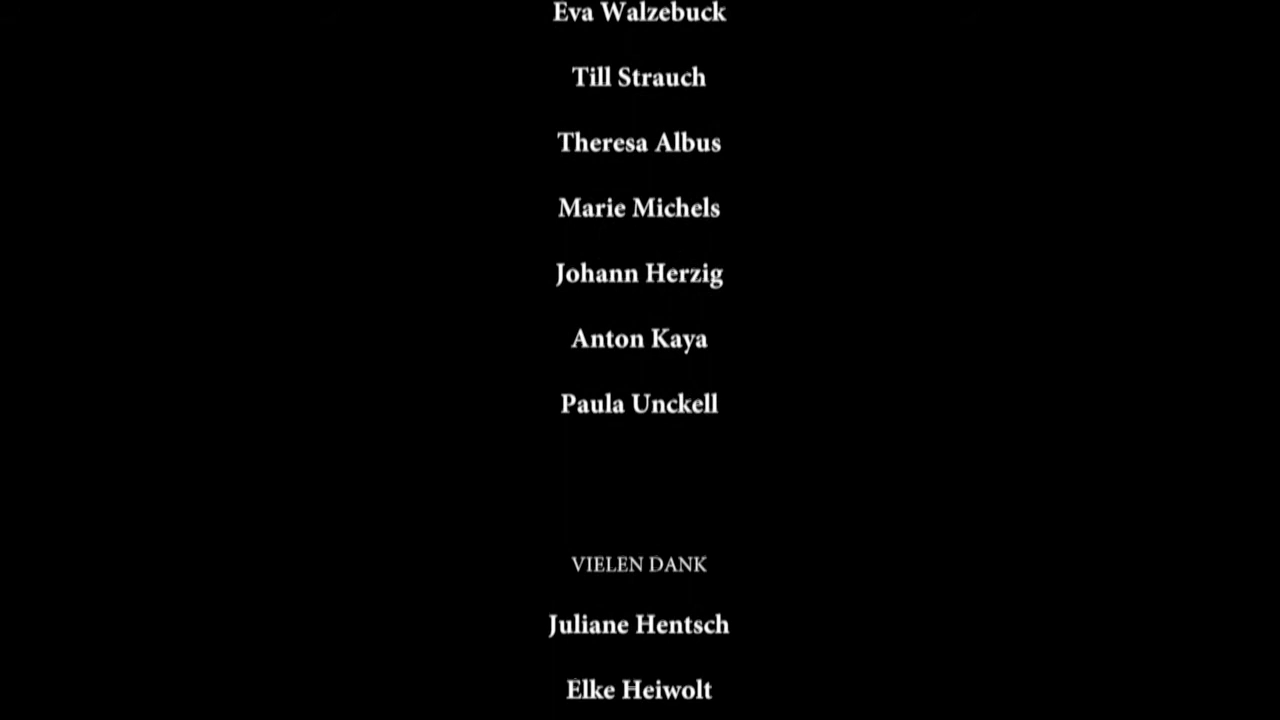 Eva Walzebuck
Till Strauch
Theresa Albus
Marie Michels
Johann Herzig
Anton Kaya
Paula Unckell
VIELEN DANK
Juliane Hentsch
Elke Heiwolt